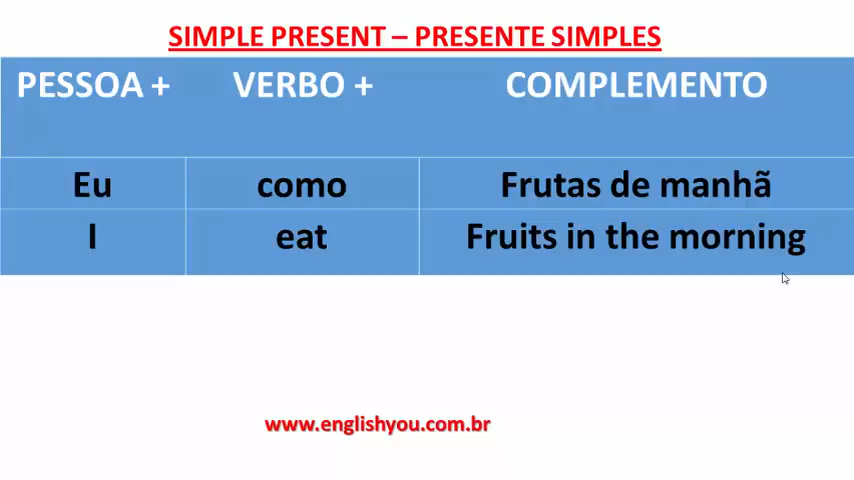 SIMPLE PRESENT – PRESENTE SIMPLES
PESSOA + VERBO + COMPLEMENTO
Eu como Frutas de manhã
I eat Fruits in the morning
www.englishyou.com.br